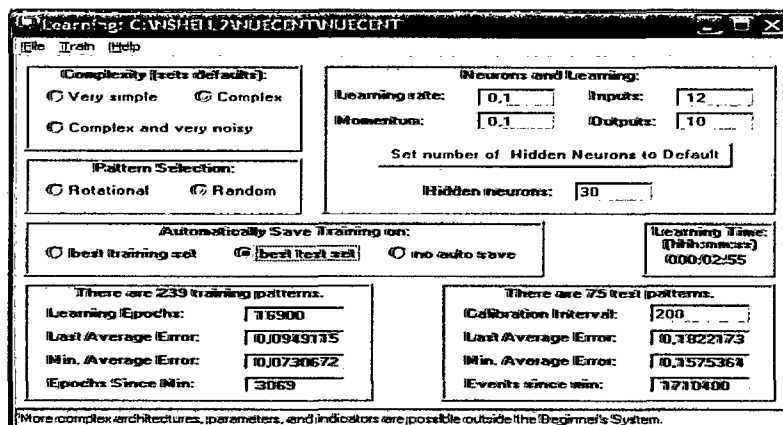 Learning: C:\NSHELL7\NUECENT\NUECENT
File Train Help
Complexity (sets defaults):
Very simple Complex
Complex and very noisy
Pattern Selection:
Rotational Random
Neurons and Learning:
Learning rate: 0,1 Inputs: 12
Momentum: 0,1 Outputs: 10
Set number of Hidden Neurons to Default
Hidden neurons: 30
Automatically Save Training on:
best training set best test set no auto save
Learning Time:
(hhh:mm:ss)
000:02:55
There are 239 training patterns.
Learning Epochs: 16900
Last Average Error: 0,0949115
Min. Average Error: 0,0730672
Epochs Since Min: 3069
There are 75 test patterns.
Calibration Interval: 200
Last Average Error: 0,1822173
Min. Average Error: 0,1575364
Events since min: 1710400
More complex architectures, parameters, and indicators are possible outside the Beginner's System.